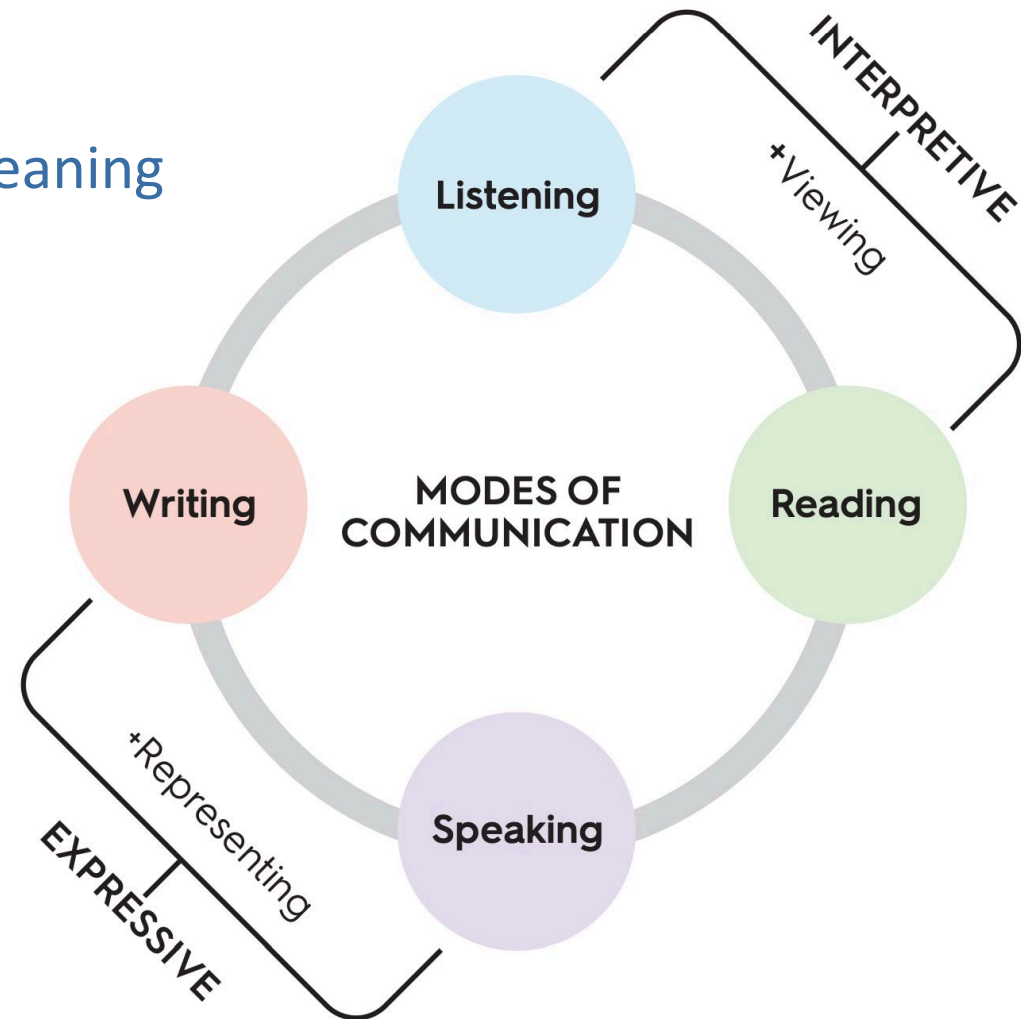 INTERPRETIVE
+Viewing
eaning
Listening
Writing
MODES OF
COMMUNICATION
Reading
+Representing
EXPRESSIVE
Speaking